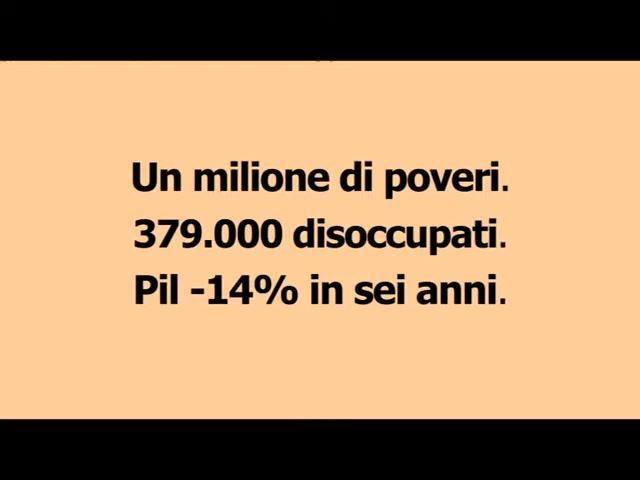 Un milione di poveri.
379.000 disoccupati.
Pil -14% in sei anni.